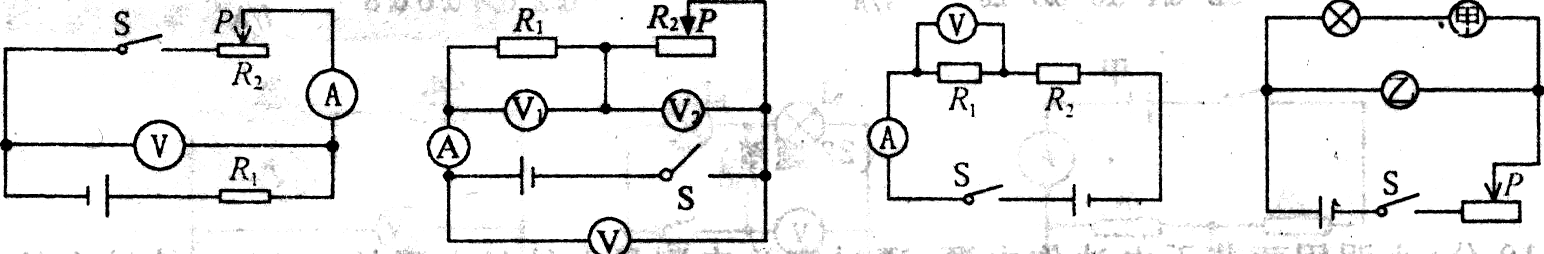 S P R₂ A V R₁
R₁ R₂ P V₁ V₂ A S V
V R₁ R₂ A S
甲 乙 S P